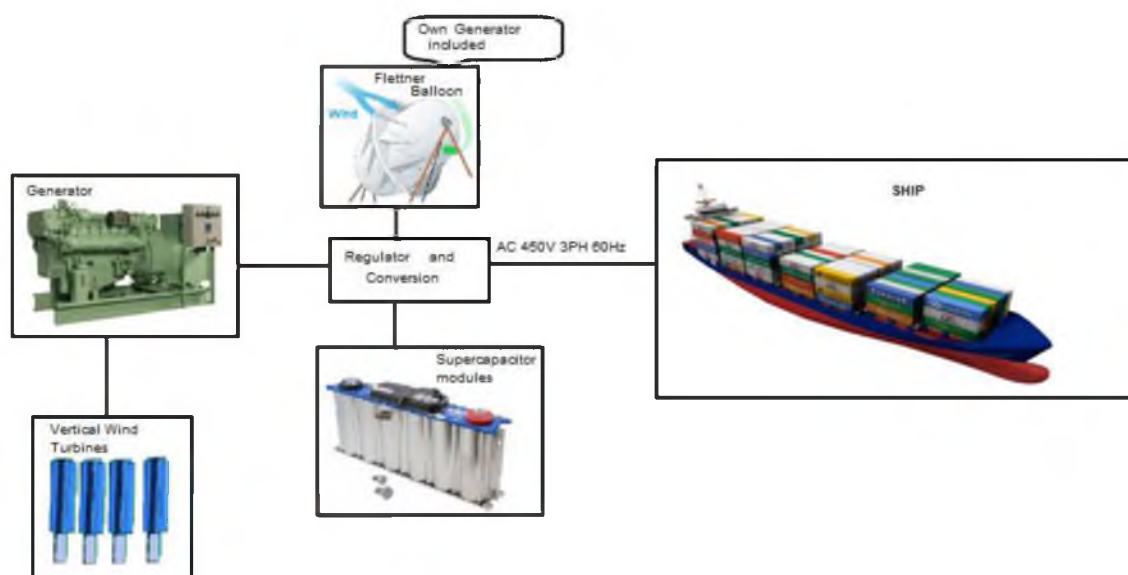 Own Generator
included
Flettner
Balloon
Wind
Generator
SHIP
AC 450V 3PH 60Hz
Regulator and
Conversion
Supercapacitor
modules
Vertical Wind
Turbines